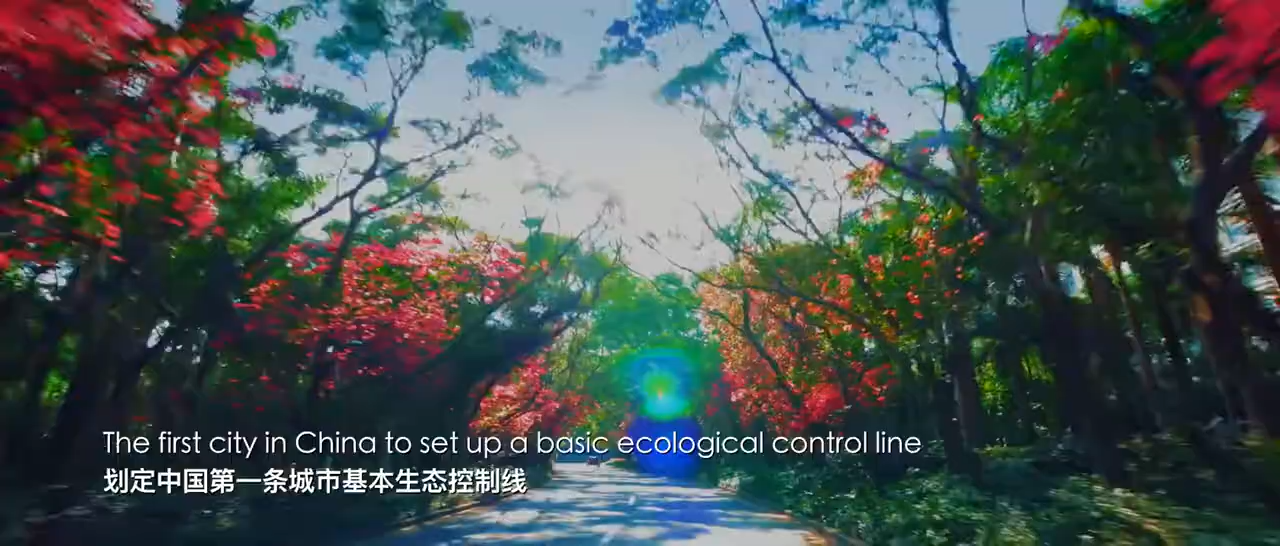 The first city in China to set up a basic ecological control line
划定中国第一条城市基本生态控制线